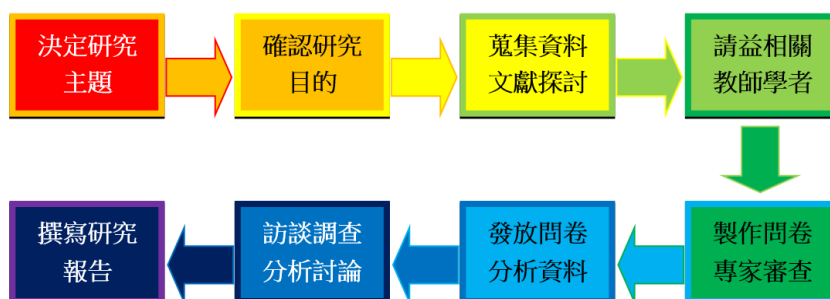 決定研究
主題
確認研究
目的
蒐集資料
文獻探討
請益相關
教師學者
製作問卷
專家審查
發放問卷
分析資料
訪談調查
分析討論
撰寫研究
報告